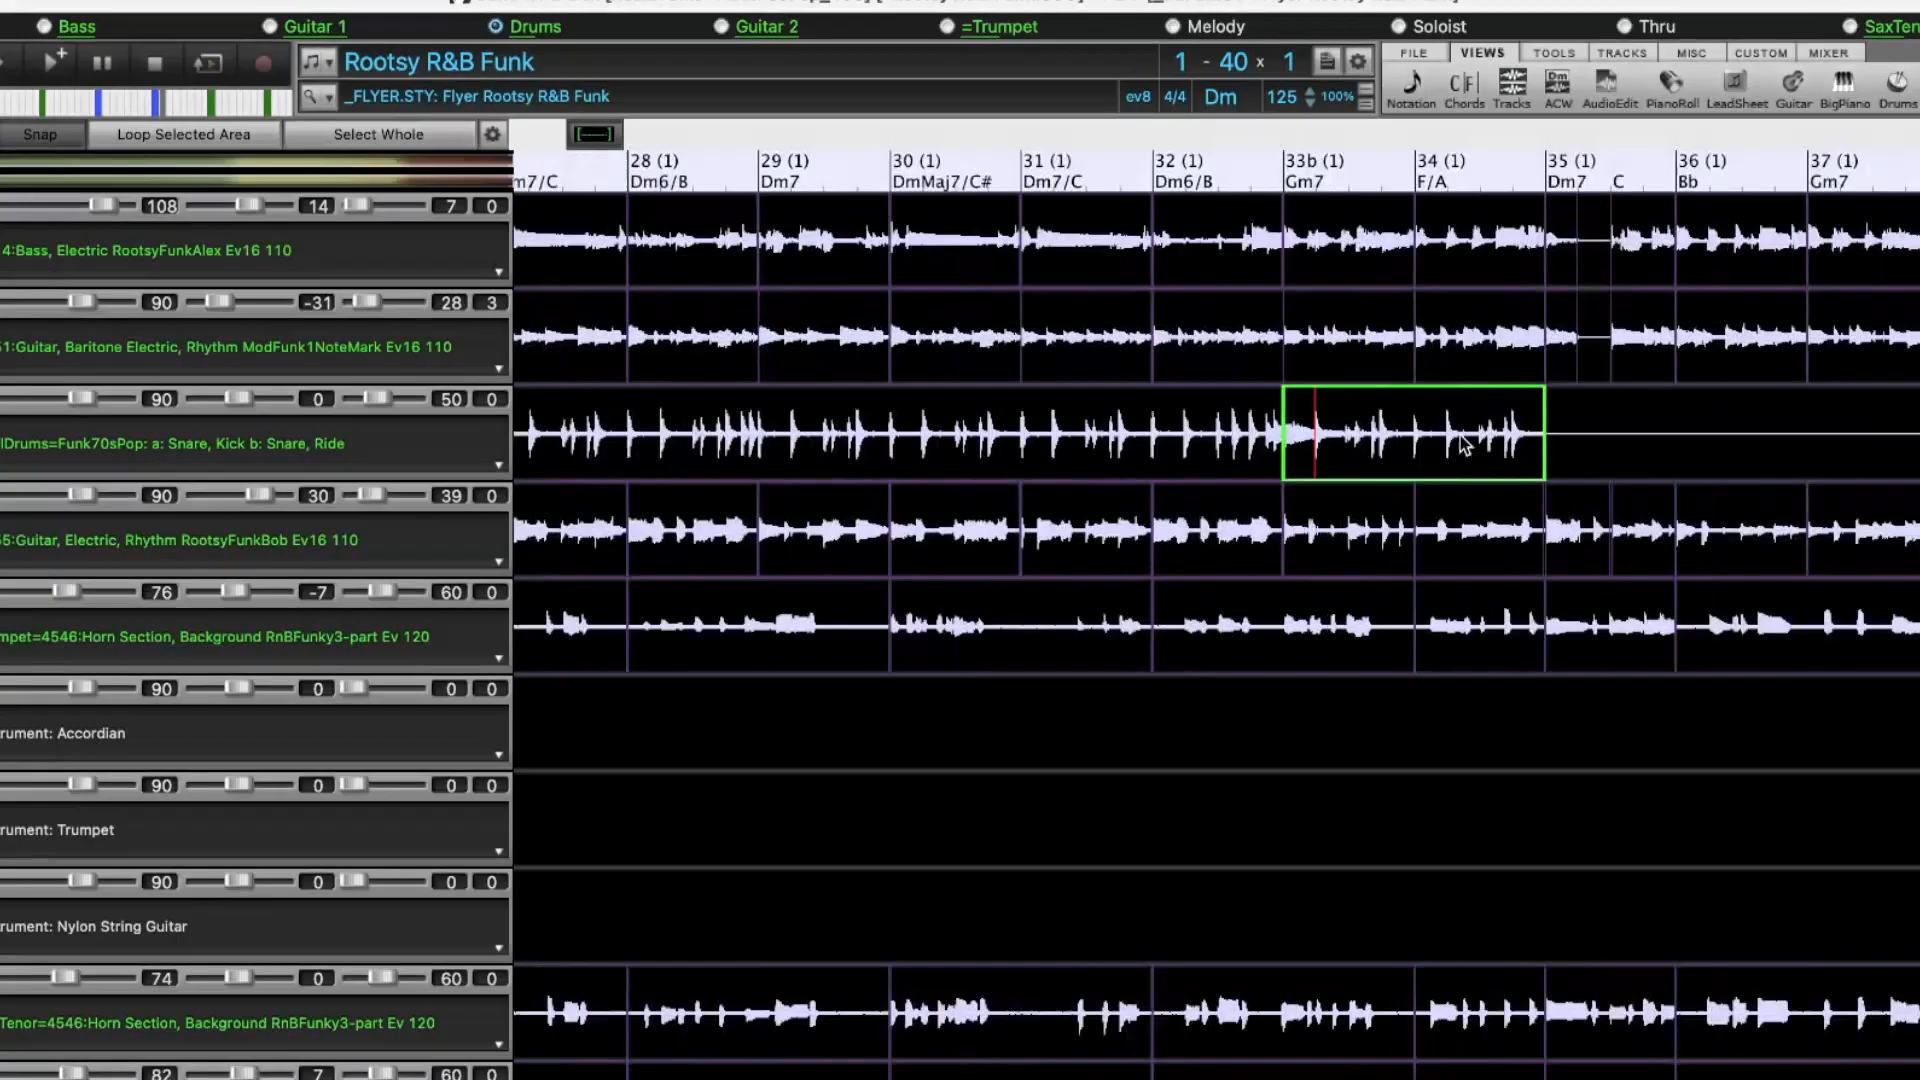 Bass
Guitar 1
Drums
Guitar 2
=Trumpet
Melody
Soloist
Thru
SaxTen
Rootsy R&B Funk
1 - 40 x 1
FILE VIEWS TOOLS TRACKS MISC CUSTOM MIXER
_FLYER.STY: Flyer Rootsy R&B Funk
ev8 4/4 Dm 125 100%
Notation Chords Tracks ACW AudioEdit PianoRoll LeadSheet Guitar BigPiano Drums
Snap
Loop Selected Area
Select Whole
28 (1) 29 (1) 30 (1) 31 (1) 32 (1) 33b (1) 34 (1) 35 (1) 36 (1) 37 (1)
m7/C Dm6/B Dm7 DmMaj7/C# Dm7/C Dm6/B Gm7 F/A Dm7 C Bb Gm7
108 14 7 0
4:Bass, Electric RootsyFunkAlex Ev16 110
90 -31 28 3
51:Guitar, Baritone Electric, Rhythm ModFunk1NoteMark Ev16 110
90 0 50 0
lDrums=Funk70sPop: a: Snare, Kick b: Snare, Ride
90 30 39 0
55:Guitar, Electric, Rhythm RootsyFunkBob Ev16 110
76 -7 60 0
mpet=4546:Horn Section, Background RnBFunky3-part Ev 120
90 0 0 0
rument: Accordian
90 0 0 0
rument: Trumpet
90 0 0 0
rument: Nylon String Guitar
74 0 60 0
Tenor=4546:Horn Section, Background RnBFunky3-part Ev 120
82 7 60 0